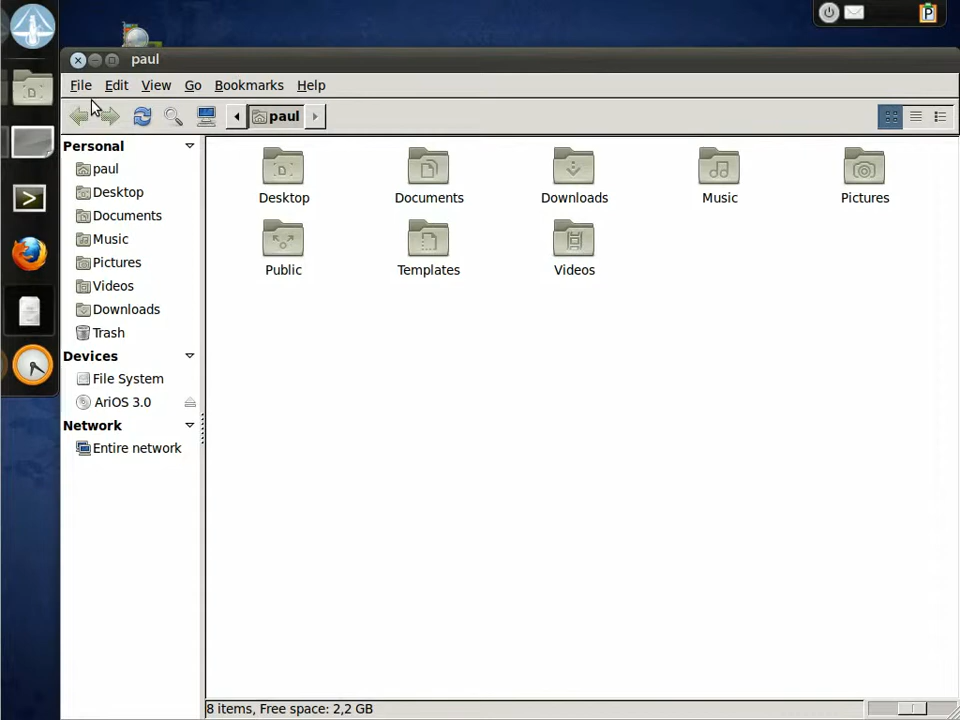 paul
File Edit View Go Bookmarks Help
paul
Personal
paul
Desktop
Documents
Music
Pictures
Videos
Downloads
Trash
Devices
File System
AriOS 3.0
Network
Entire network
Desktop Documents Downloads Music Pictures
Public Templates Videos
8 items, Free space: 2,2 GB